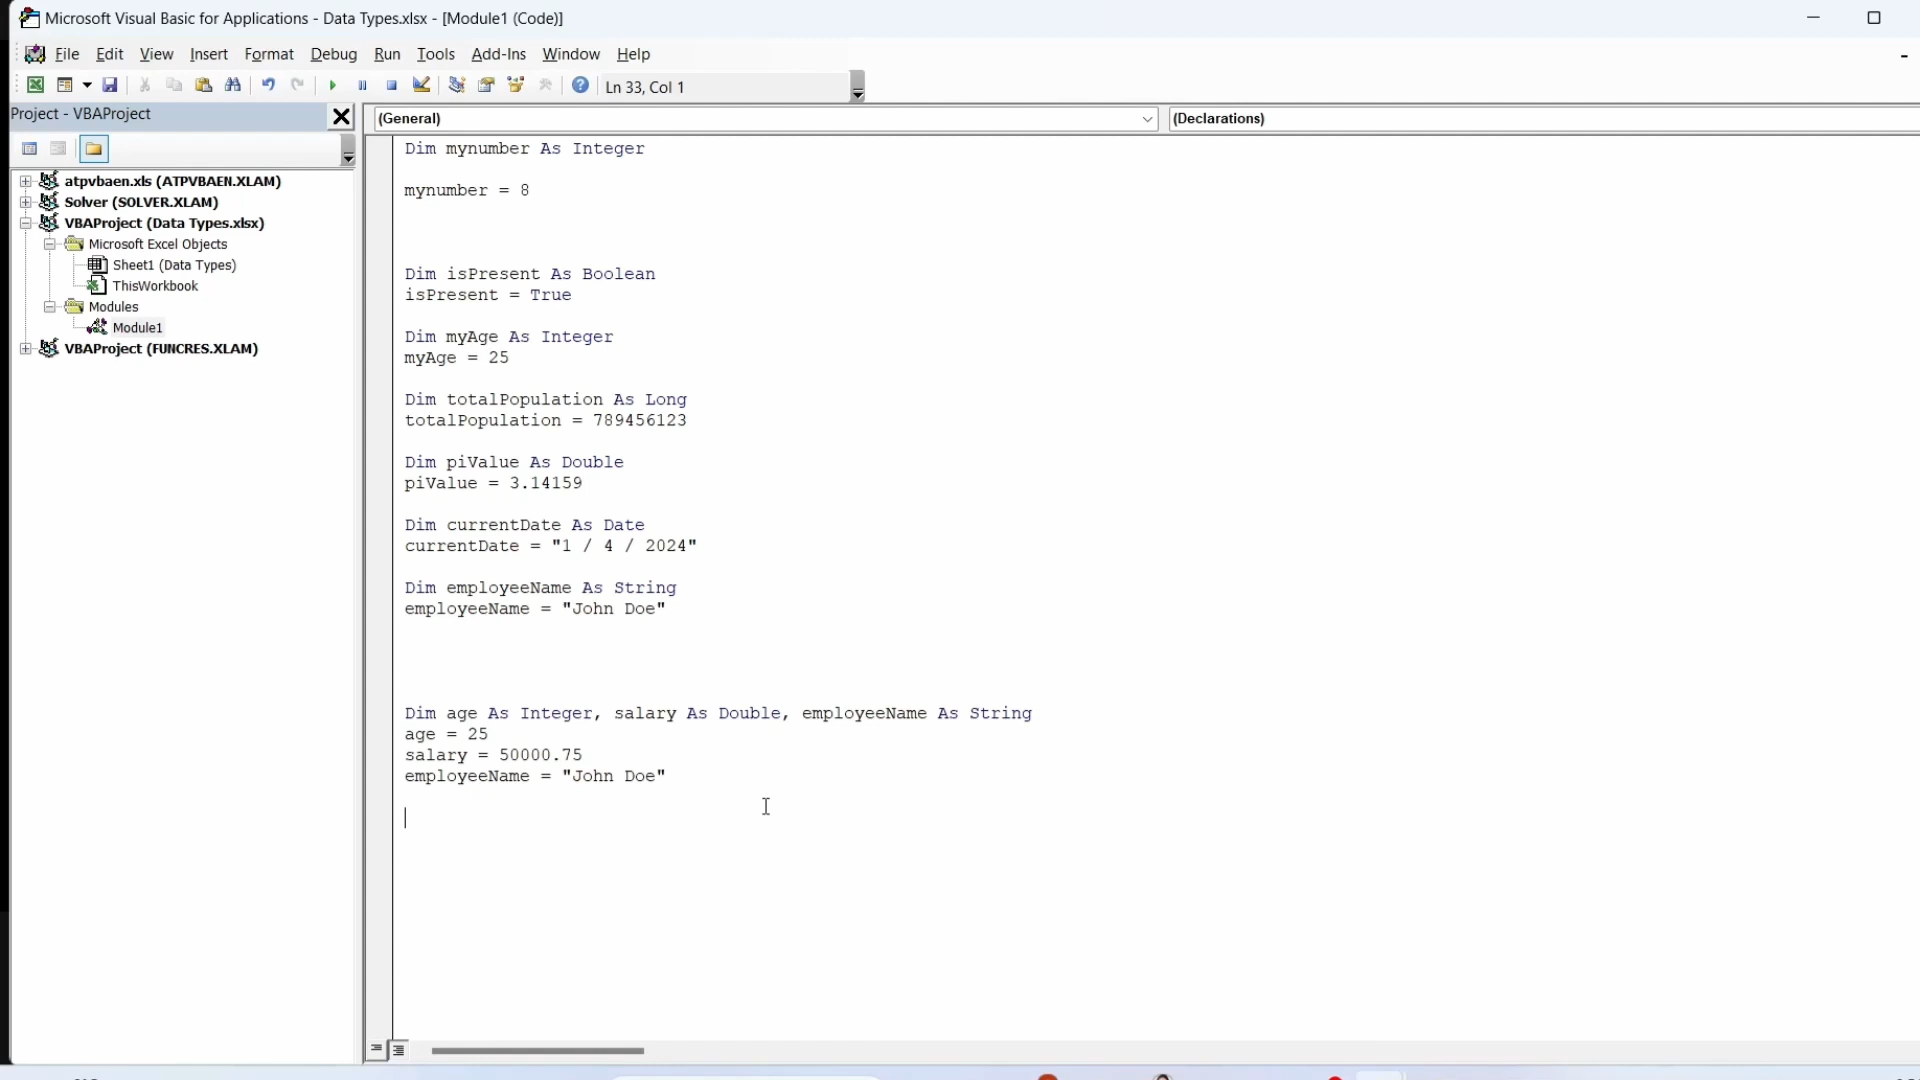 Microsoft Visual Basic for Applications - Data Types.xlsx - [Module1 (Code)]
File Edit View Insert Format Debug Run Tools Add-Ins Window Help
Ln 33, Col 1
Project - VBAProject
(General)
(Declarations)
atpvbaen.xls (ATPVBAEN.XLAM)
Solver (SOLVER.XLAM)
VBAProject (Data Types.xlsx)
Microsoft Excel Objects
Sheet1 (Data Types)
ThisWorkbook
Modules
Module1
VBAProject (FUNCRES.XLAM)
Dim mynumber As Integer
mynumber = 8
Dim isPresent As Boolean
isPresent = True
Dim myAge As Integer
myAge = 25
Dim totalPopulation As Long
totalPopulation = 789456123
Dim piValue As Double
piValue = 3.14159
Dim currentDate As Date
currentDate = "1 / 4 / 2024"
Dim employeeName As String
employeeName = "John Doe"
Dim age As Integer, salary As Double, employeeName As String
age = 25
salary = 50000.75
employeeName = "John Doe"